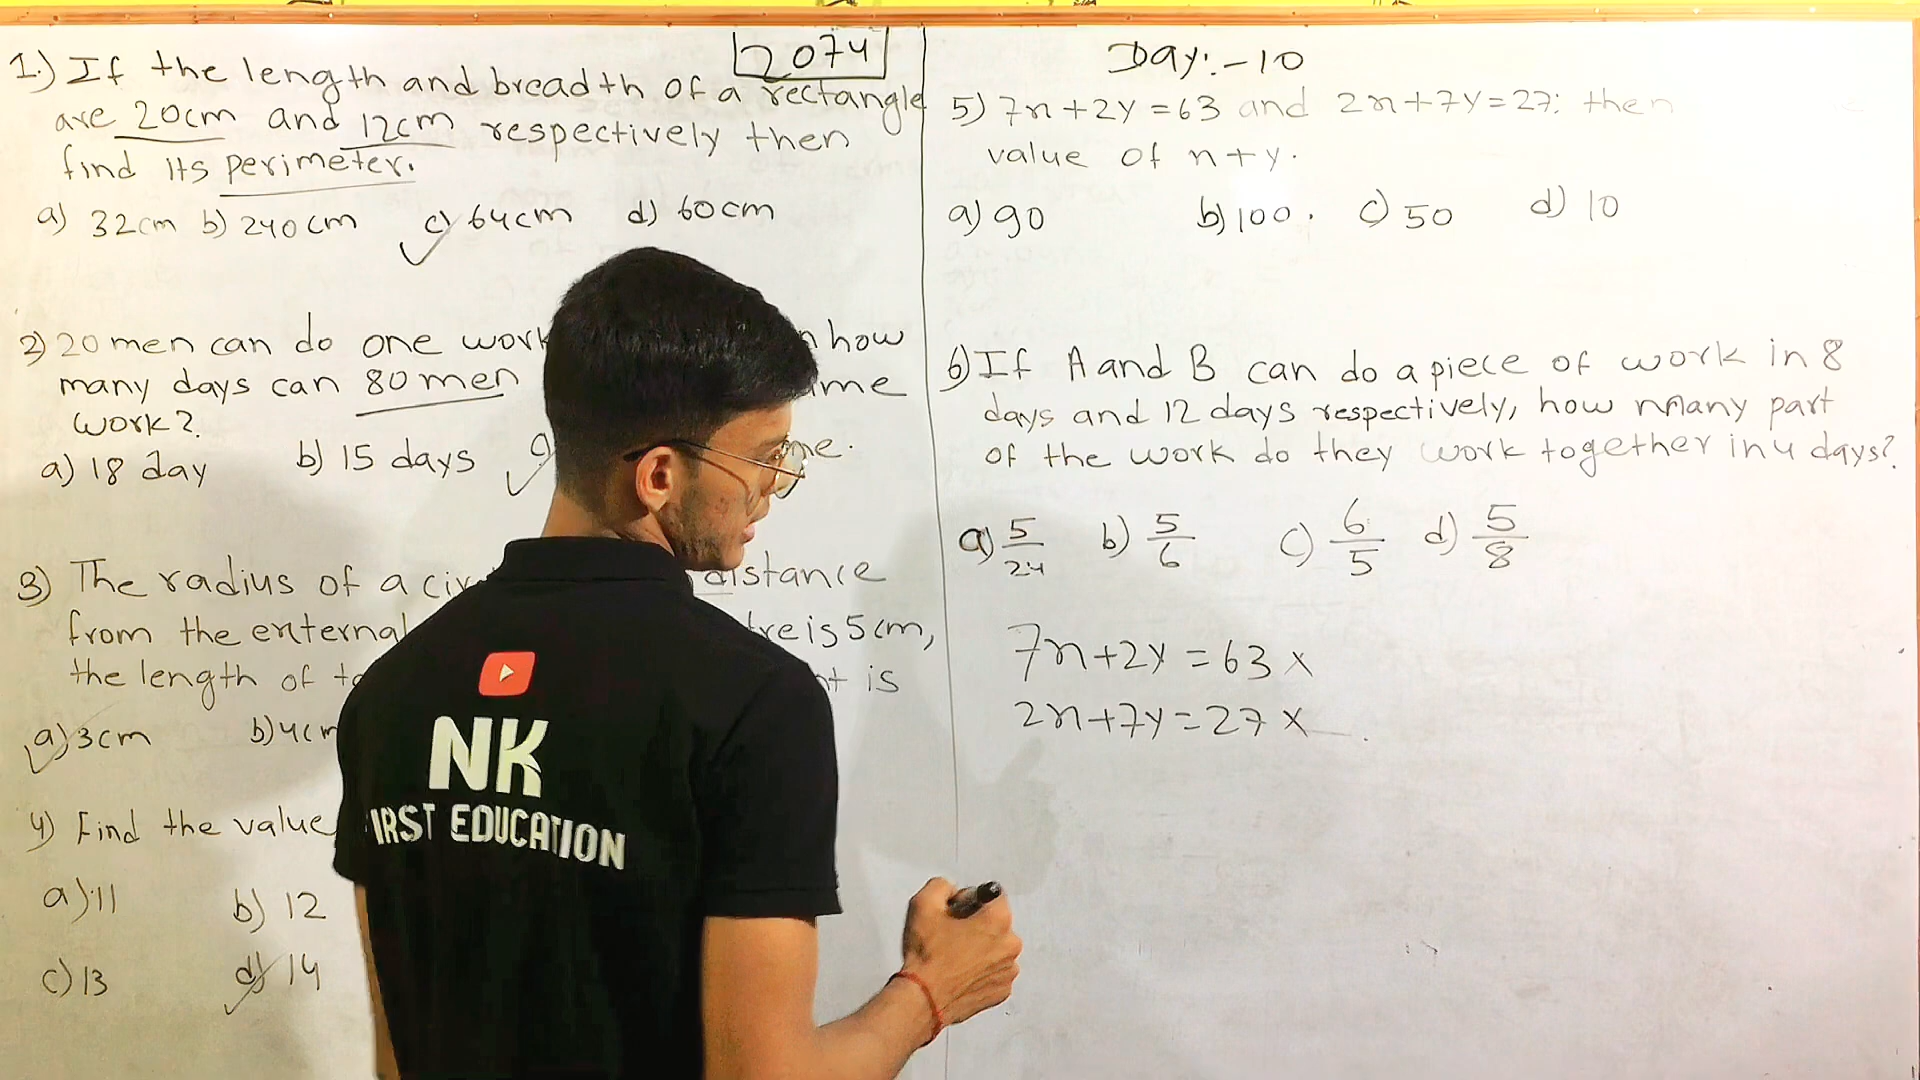 2074
1.) If the length and breadth of a rectangle
are 20cm and 12cm respectively then
find its perimeter.
a) 32cm b) 240cm c) 64cm d) 60cm
2) 20 men can do one work how
many days can 80 men
work?
a) 18 day b) 15 days
3) The radius of a distance
from the external is 5cm,
the length of is
a) 3cm b) 4cm
4) Find the value
a) 11 b) 12
c) 13 d) 14
Day:-10
5) 7x+2y=63 and 2x+7y=27; then
value of x+y.
a) 90 b) 100. c) 50 d) 10
6) If A and B can do a piece of work in 8
days and 12 days respectively, how many part
of the work do they work together in 4 days?
a) 5/24 b) 5/6 c) 6/5 d) 5/8
7x+2y=63 x
2x+7y=27 x
NK
IRST EDUCATION